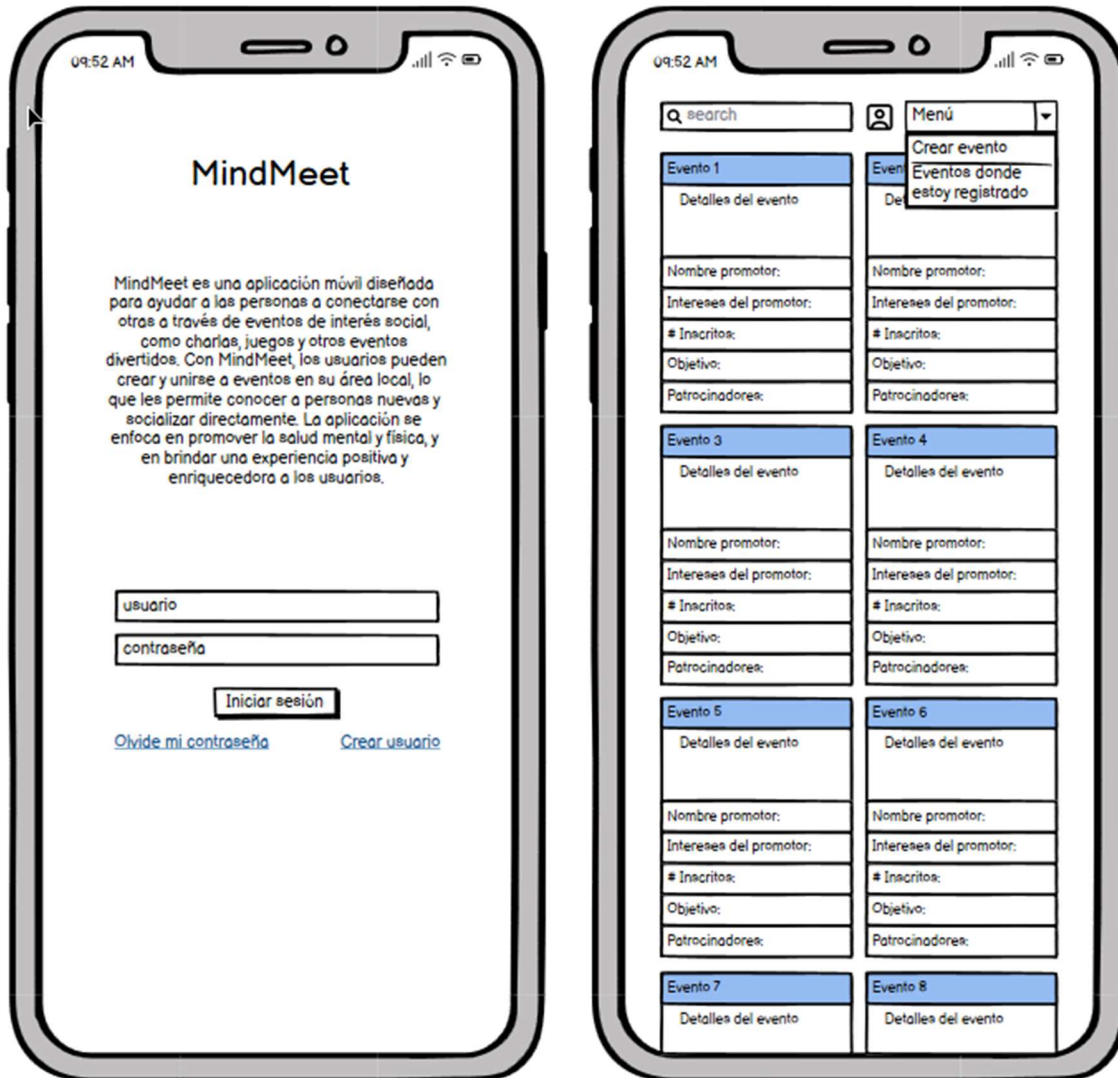 09:52 AM
MindMeet
MindMeet es una aplicación móvil diseñada
para ayudar a las personas a conectarse con
otras a través de eventos de interés social,
como charlas, juegos y otros eventos
divertidos. Con MindMeet, los usuarios pueden
crear y unirse a eventos en su área local, lo
que les permite conocer a personas nuevas y
socializar directamente. La aplicación se
enfoca en promover la salud mental y física, y
en brindar una experiencia positiva y
enriquecedora a los usuarios.
usuario
contraseña
Iniciar sesión
Olvide mi contraseña
Crear usuario
09:52 AM
search
Menú
Crear evento
Eventos donde
estoy registrado
Evento 1
Detalles del evento
Nombre promotor:
Intereses del promotor:
# Inscritos:
Objetivo:
Patrocinadores:
Even
De
Nombre promotor:
Intereses del promotor:
# Inscritos:
Objetivo:
Patrocinadores:
Evento 3
Detalles del evento
Nombre promotor:
Intereses del promotor:
# Inscritos:
Objetivo:
Patrocinadores:
Evento 4
Detalles del evento
Nombre promotor:
Intereses del promotor:
# Inscritos:
Objetivo:
Patrocinadores:
Evento 5
Detalles del evento
Nombre promotor:
Intereses del promotor:
# Inscritos:
Objetivo:
Patrocinadores:
Evento 6
Detalles del evento
Nombre promotor:
Intereses del promotor:
# Inscritos:
Objetivo:
Patrocinadores:
Evento 7
Detalles del evento
Evento 8
Detalles del evento